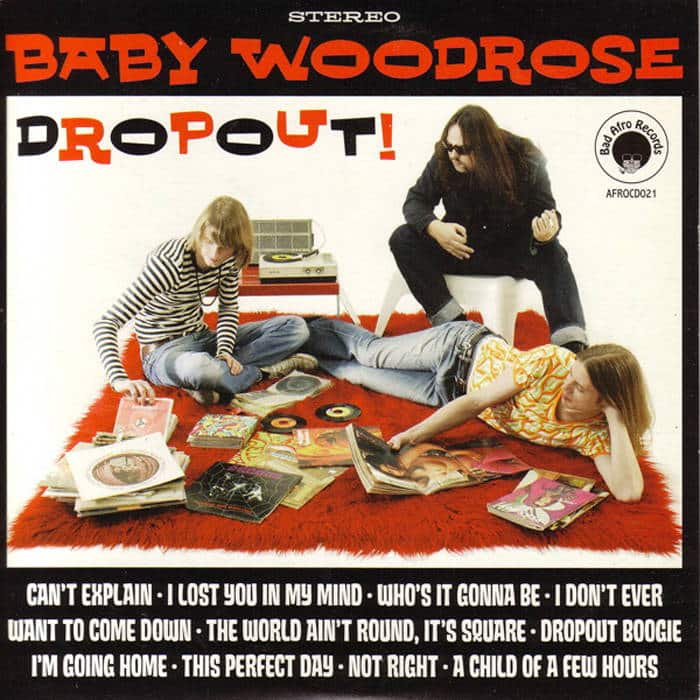 STEREO
BABY WOODROSE
DROPOUT!
Bad Afro Records
AFROCD021
CAN'T EXPLAIN · I LOST YOU IN MY MIND · WHO'S IT GONNA BE · I DON'T EVER
WANT TO COME DOWN · THE WORLD AIN'T ROUND, IT'S SQUARE · DROPOUT BOOGIE
I'M GOING HOME · THIS PERFECT DAY · NOT RIGHT · A CHILD OF A FEW HOURS